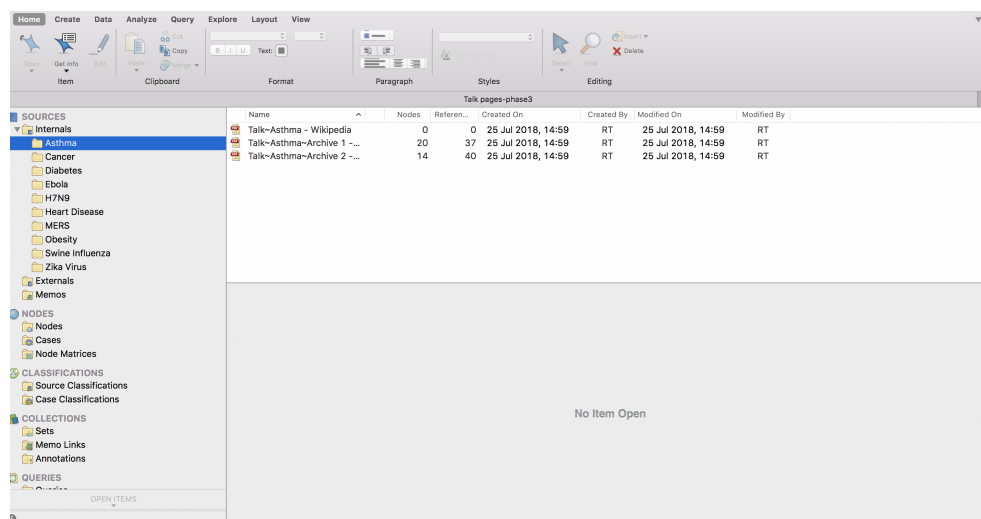 Home Create Data Analyze Query Explore Layout View
Open Get Info Edit Paste Cut Copy Merge
B I U Text:
Select Find Insert Delete
Item Clipboard Format Paragraph Styles Editing
Talk pages-phase3
SOURCES
Internals
Asthma
Cancer
Diabetes
Ebola
H7N9
Heart Disease
MERS
Obesity
Swine Influenza
Zika Virus
Externals
Memos
NODES
Nodes
Cases
Node Matrices
CLASSIFICATIONS
Source Classifications
Case Classifications
COLLECTIONS
Sets
Memo Links
Annotations
QUERIES
OPEN ITEMS
Name Nodes Referen... Created On Created By Modified On Modified By
Talk~Asthma - Wikipedia 0 0 25 Jul 2018, 14:59 RT 25 Jul 2018, 14:59 RT
Talk~Asthma~Archive 1 -... 20 37 25 Jul 2018, 14:59 RT 25 Jul 2018, 14:59 RT
Talk~Asthma~Archive 2 -... 14 40 25 Jul 2018, 14:59 RT 25 Jul 2018, 14:59 RT
No Item Open